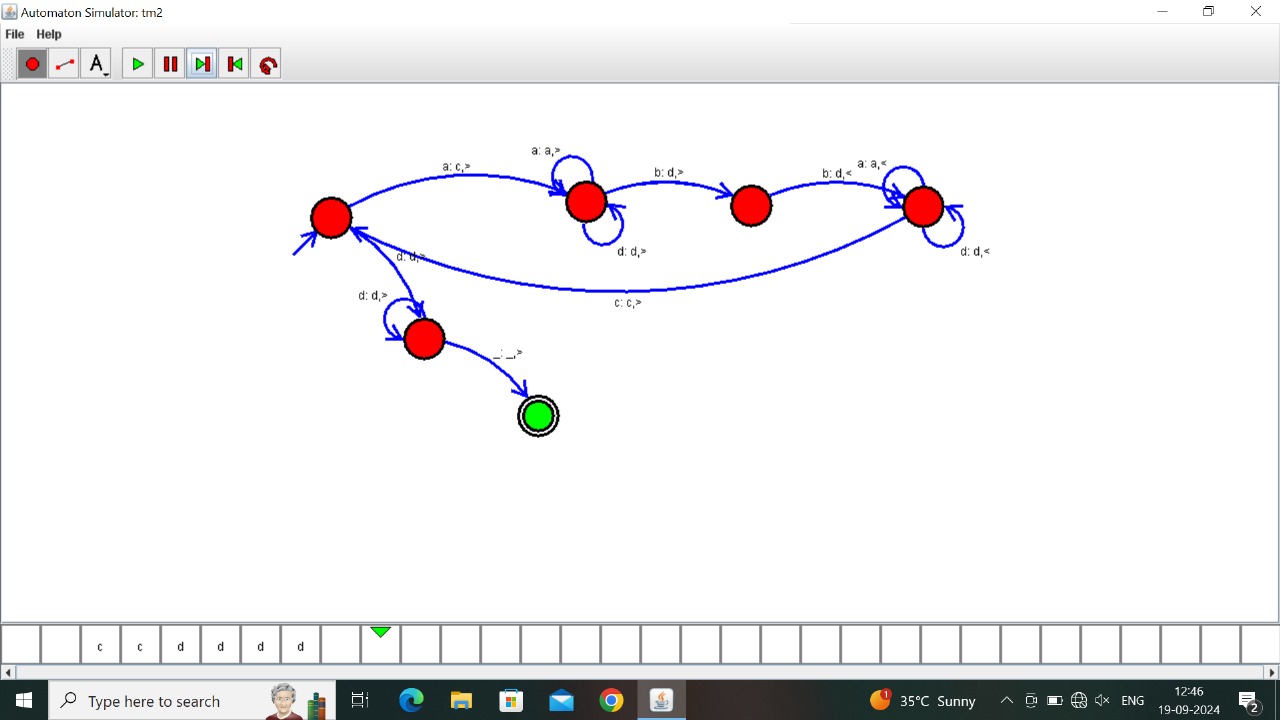 Automaton Simulator: tm2
File Help
A
a: a,>
a: c,>
b: d,>
a: a,<
b: d,<
d: d,>
d: d,<
d: d,>
d: d,>
c: c,>
_: _,>
c c d d d d
Type here to search
1
35°C Sunny
ENG
12:46
19-09-2024
2